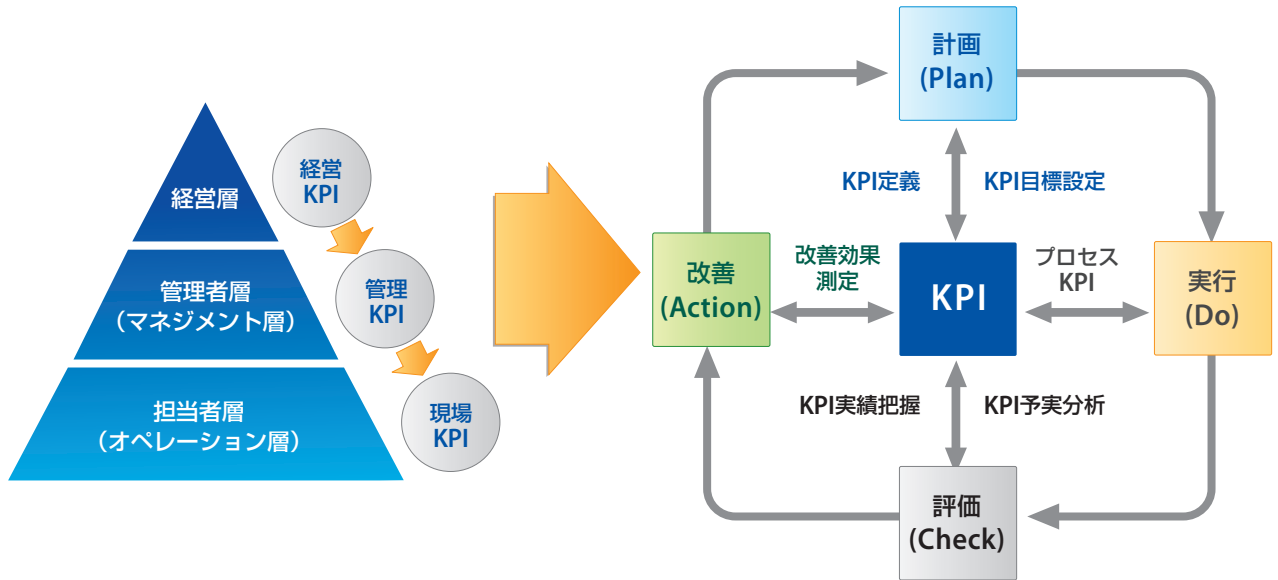 経営層
管理者層
（マネジメント層）
担当者層
（オペレーション層）
経営
KPI
管理
KPI
現場
KPI
計画
(Plan)
KPI定義
KPI目標設定
改善
(Action)
改善効果
測定
KPI
プロセス
KPI
実行
(Do)
KPI実績把握
KPI予実分析
評価
(Check)